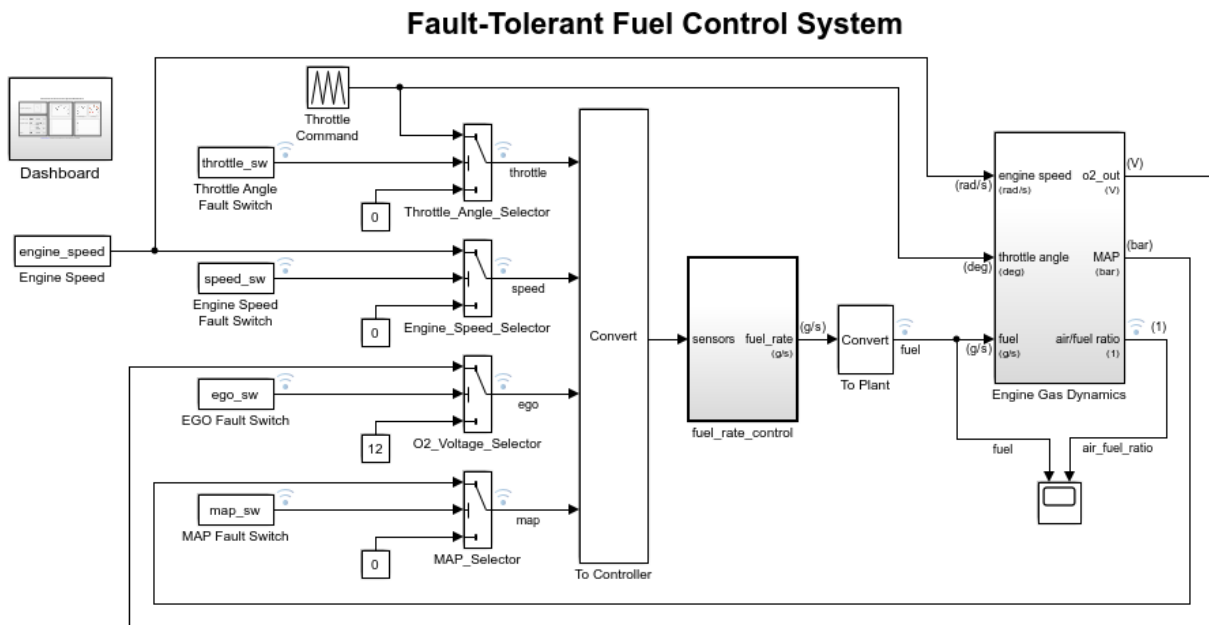 Fault-Tolerant Fuel Control System
Dashboard
Throttle
Command
throttle_sw
Throttle Angle
Fault Switch
0
throttle
Throttle_Angle_Selector
engine_speed
Engine Speed
speed_sw
Engine Speed
Fault Switch
0
speed
Engine_Speed_Selector
ego_sw
EGO Fault Switch
12
ego
O2_Voltage_Selector
map_sw
MAP Fault Switch
0
map
MAP_Selector
Convert
To Controller
sensors
fuel_rate
(g/s)
fuel_rate_control
(g/s)
Convert
To Plant
fuel
(rad/s)
(deg)
(g/s)
engine speed
(rad/s)
throttle angle
(deg)
fuel
(g/s)
o2_out
(V)
MAP
(bar)
air/fuel ratio
(1)
Engine Gas Dynamics
(V)
(bar)
(1)
fuel
air_fuel_ratio